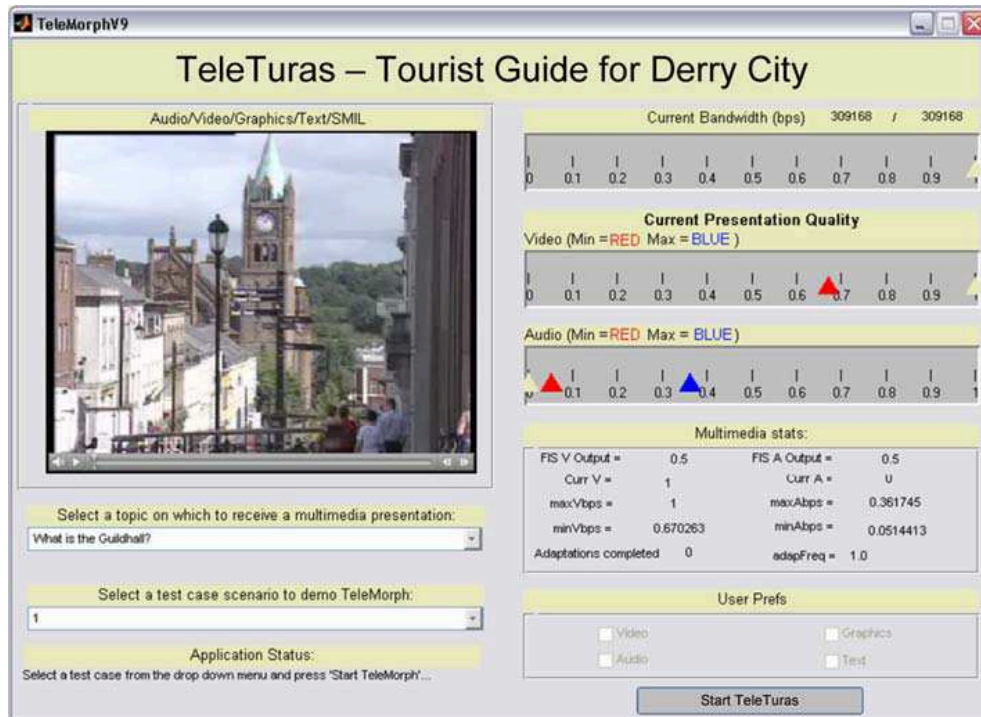 TeleMorphV9
TeleTuras – Tourist Guide for Derry City
Audio/Video/Graphics/Text/SMIL
Select a topic on which to receive a multimedia presentation:
What is the Guildhall?
Select a test case scenario to demo TeleMorph:
1
Application Status:
Select a test case from the drop down menu and press 'Start TeleMorph'...
Current Bandwidth (bps) 309168 / 309168
0 0.1 0.2 0.3 0.4 0.5 0.6 0.7 0.8 0.9
Current Presentation Quality
Video (Min =RED Max = BLUE )
0 0.1 0.2 0.3 0.4 0.5 0.6 0.7 0.8 0.9
Audio (Min =RED Max = BLUE)
0 0.1 0.2 0.3 0.4 0.5 0.6 0.7 0.8 0.9 1
Multimedia stats:
FIS V Output = 0.5 FIS A Output = 0.5
Curr V = 1 Curr A = 0
maxVbps = 1 maxAbps = 0.361745
minVbps = 0.670263 minAbps = 0.0514413
Adaptations completed 0 adapFreq = 1.0
User Prefs
Video Graphics
Audio Text
Start TeleTuras